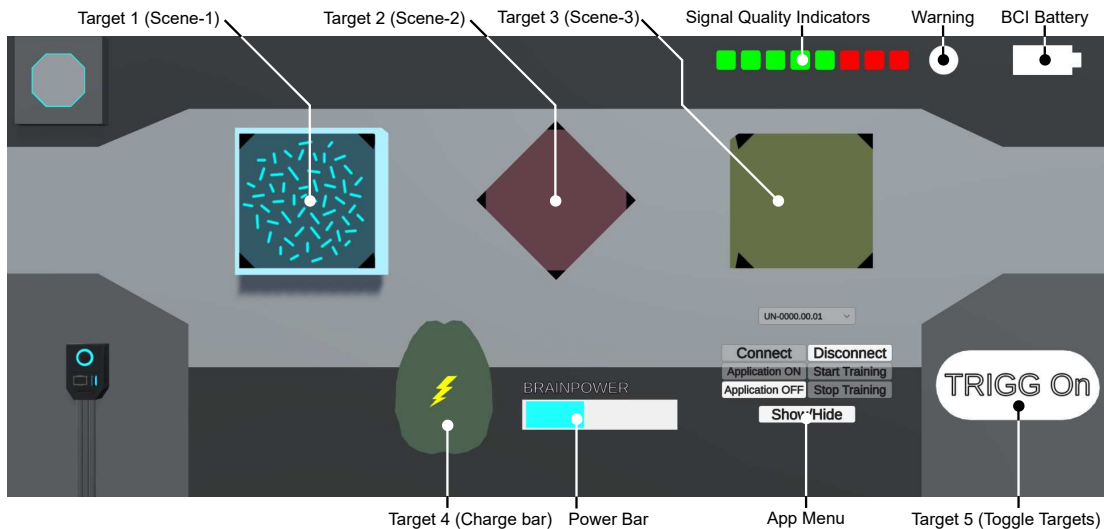 Target 1 (Scene-1)
Target 2 (Scene-2)
Target 3 (Scene-3)
Signal Quality Indicators
Warning
BCI Battery
UN-0000.00.01
Connect
Disconnect
Application ON
Start Training
Application OFF
Stop Training
Show/Hide
BRAINPOWER
TRIGG On
Target 4 (Charge bar)
Power Bar
App Menu
Target 5 (Toggle Targets)